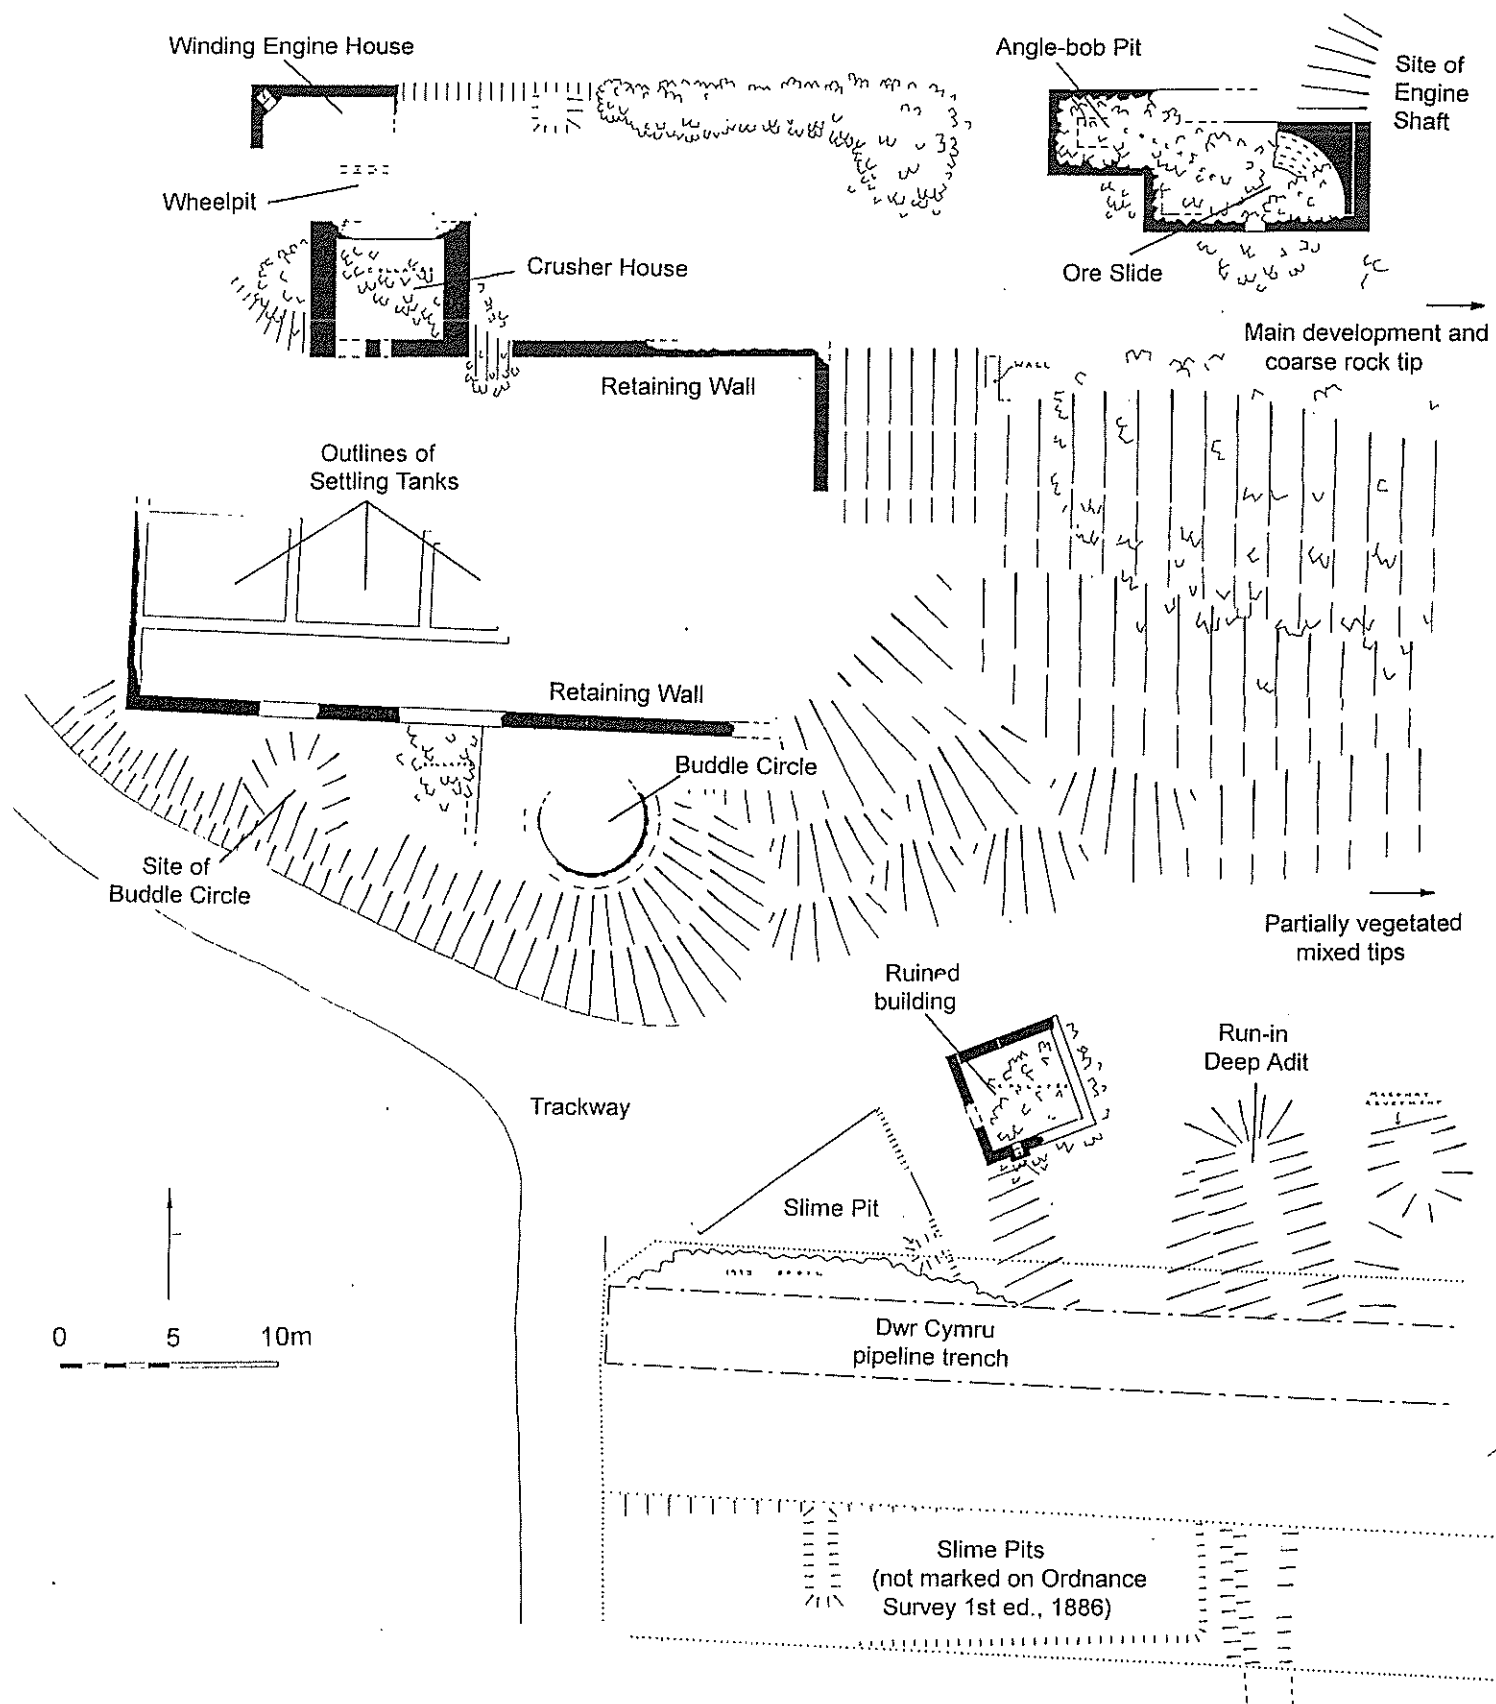 Winding Engine House
Angle-bob Pit
Site of
Engine
Shaft
Wheelpit
Crusher House
Ore Slide
Main development and
coarse rock tip
WALL
Retaining Wall
Outlines of
Settling Tanks
Retaining Wall
Buddle Circle
Site of
Buddle Circle
Partially vegetated
mixed tips
Ruined
building
Run-in
Deep Adit
MASONRY
Trackway
Slime Pit
0 5 10m
Dwr Cymru
pipeline trench
Slime Pits
(not marked on Ordnance
Survey 1st ed., 1886)